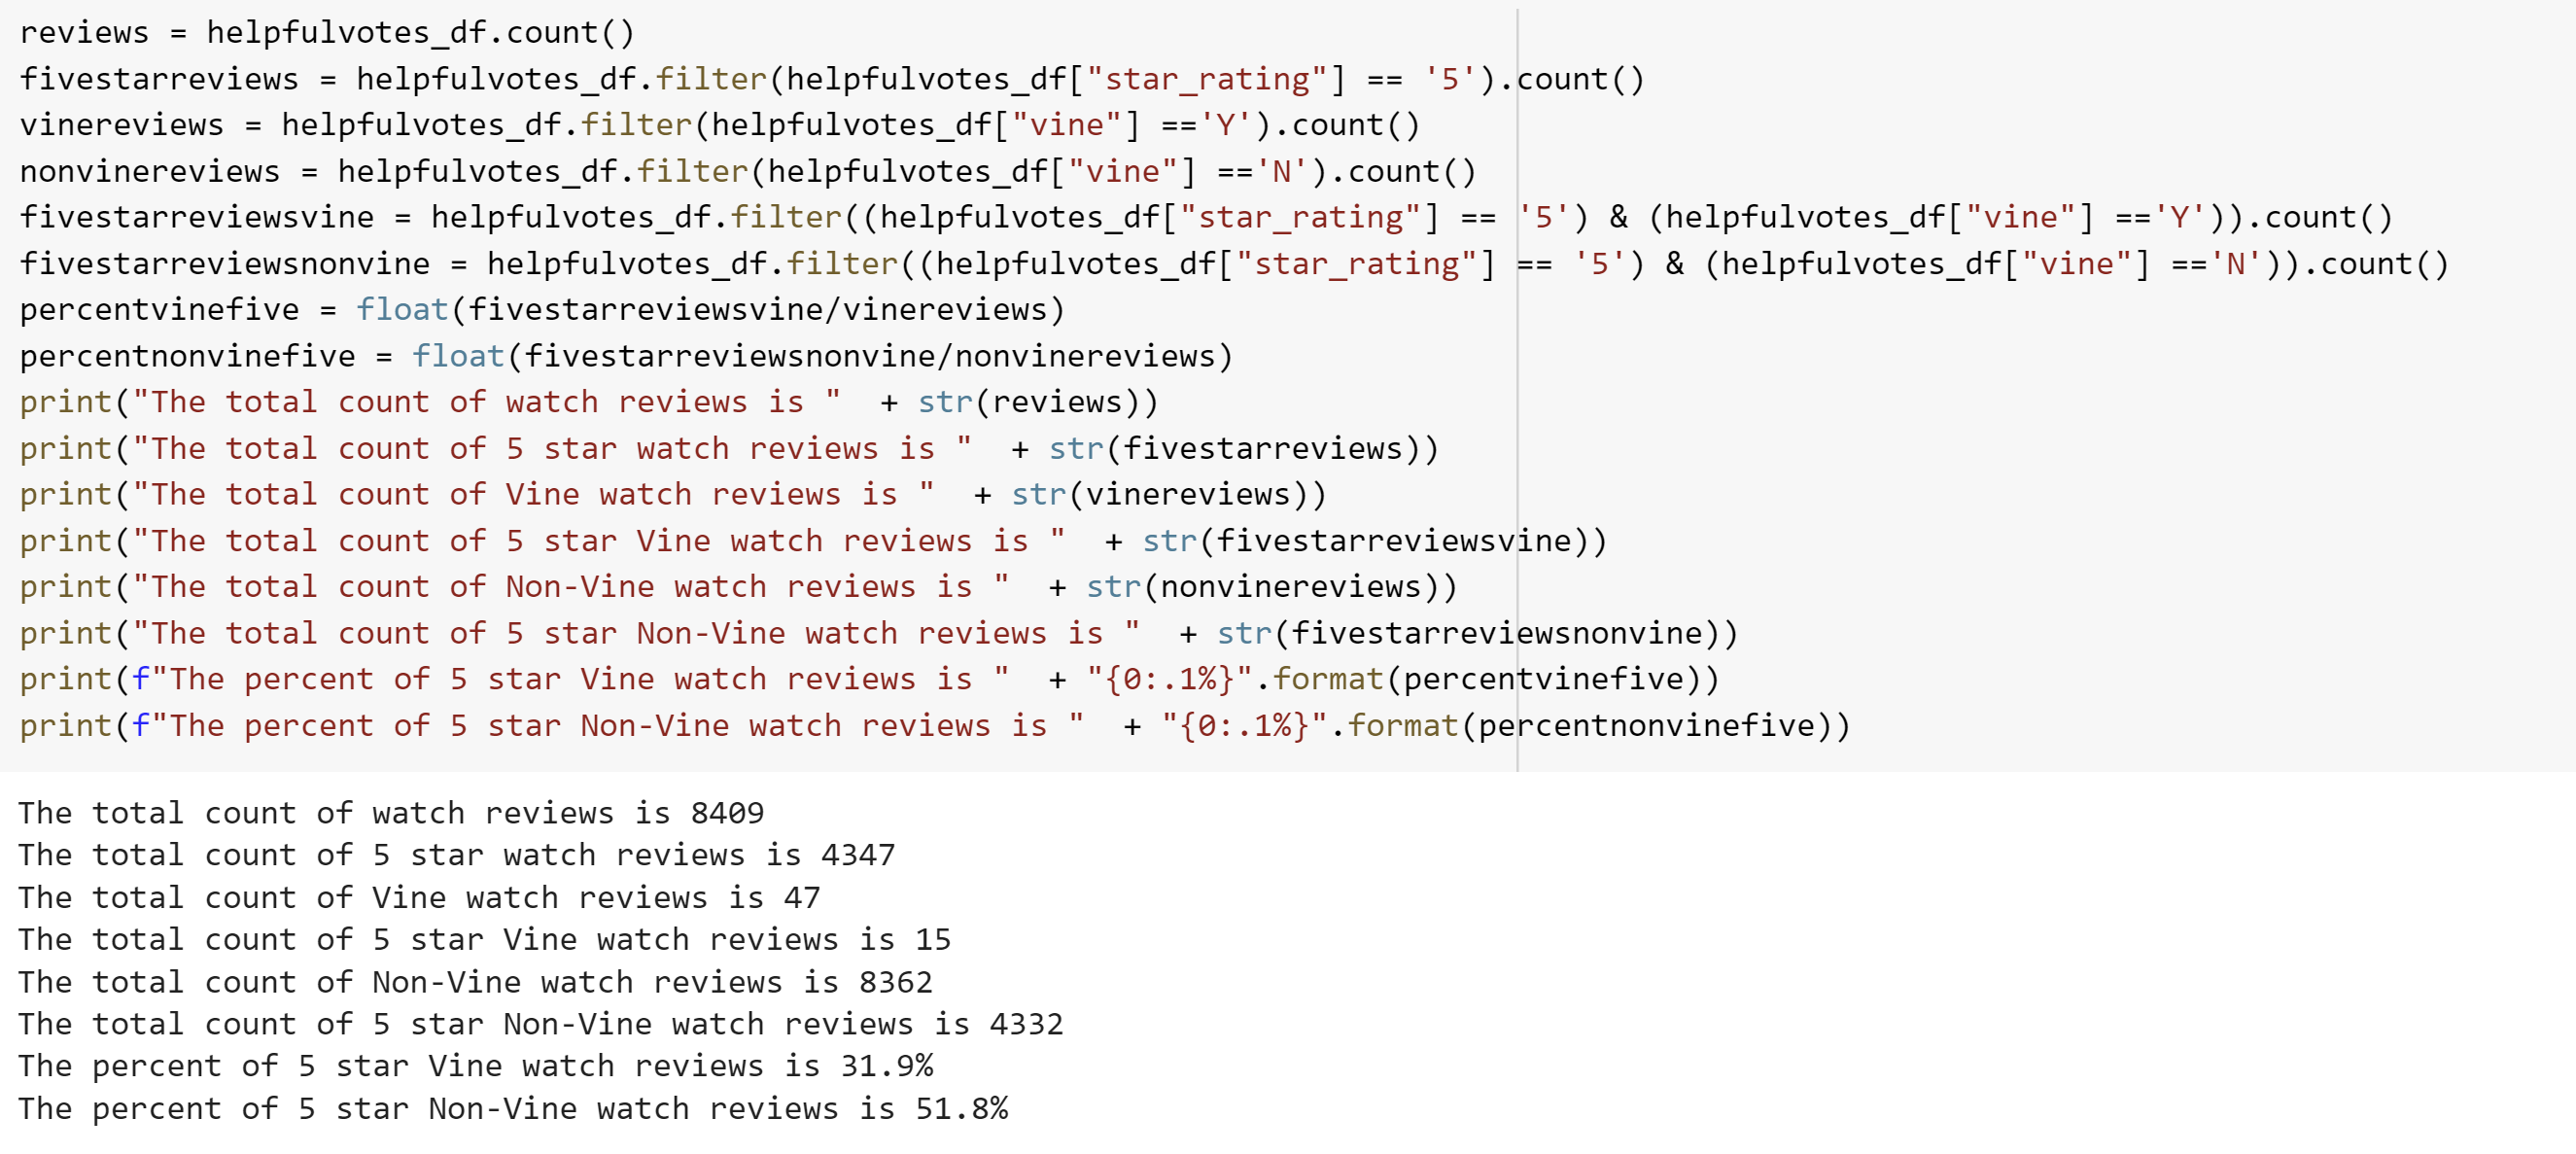 reviews = helpfulvotes_df.count()
fivestarreviews = helpfulvotes_df.filter(helpfulvotes_df["star_rating"] == '5').count()
vinereviews = helpfulvotes_df.filter(helpfulvotes_df["vine"] =='Y').count()
nonvinereviews = helpfulvotes_df.filter(helpfulvotes_df["vine"] =='N').count()
fivestarreviewsvine = helpfulvotes_df.filter((helpfulvotes_df["star_rating"] == '5') & (helpfulvotes_df["vine"] =='Y')).count()
fivestarreviewsnonvine = helpfulvotes_df.filter((helpfulvotes_df["star_rating"] == '5') & (helpfulvotes_df["vine"] =='N')).count()
percentvinefive = float(fivestarreviewsvine/vinereviews)
percentnonvinefive = float(fivestarreviewsnonvine/nonvinereviews)
print("The total count of watch reviews is "  + str(reviews))
print("The total count of 5 star watch reviews is "  + str(fivestarreviews))
print("The total count of Vine watch reviews is "  + str(vinereviews))
print("The total count of 5 star Vine watch reviews is "  + str(fivestarreviewsvine))
print("The total count of Non-Vine watch reviews is "  + str(nonvinereviews))
print("The total count of 5 star Non-Vine watch reviews is "  + str(fivestarreviewsnonvine))
print(f"The percent of 5 star Vine watch reviews is "  + "{0:.1%}".format(percentvinefive))
print(f"The percent of 5 star Non-Vine watch reviews is "  + "{0:.1%}".format(percentnonvinefive))
The total count of watch reviews is 8409
The total count of 5 star watch reviews is 4347
The total count of Vine watch reviews is 47
The total count of 5 star Vine watch reviews is 15
The total count of Non-Vine watch reviews is 8362
The total count of 5 star Non-Vine watch reviews is 4332
The percent of 5 star Vine watch reviews is 31.9%
The percent of 5 star Non-Vine watch reviews is 51.8%